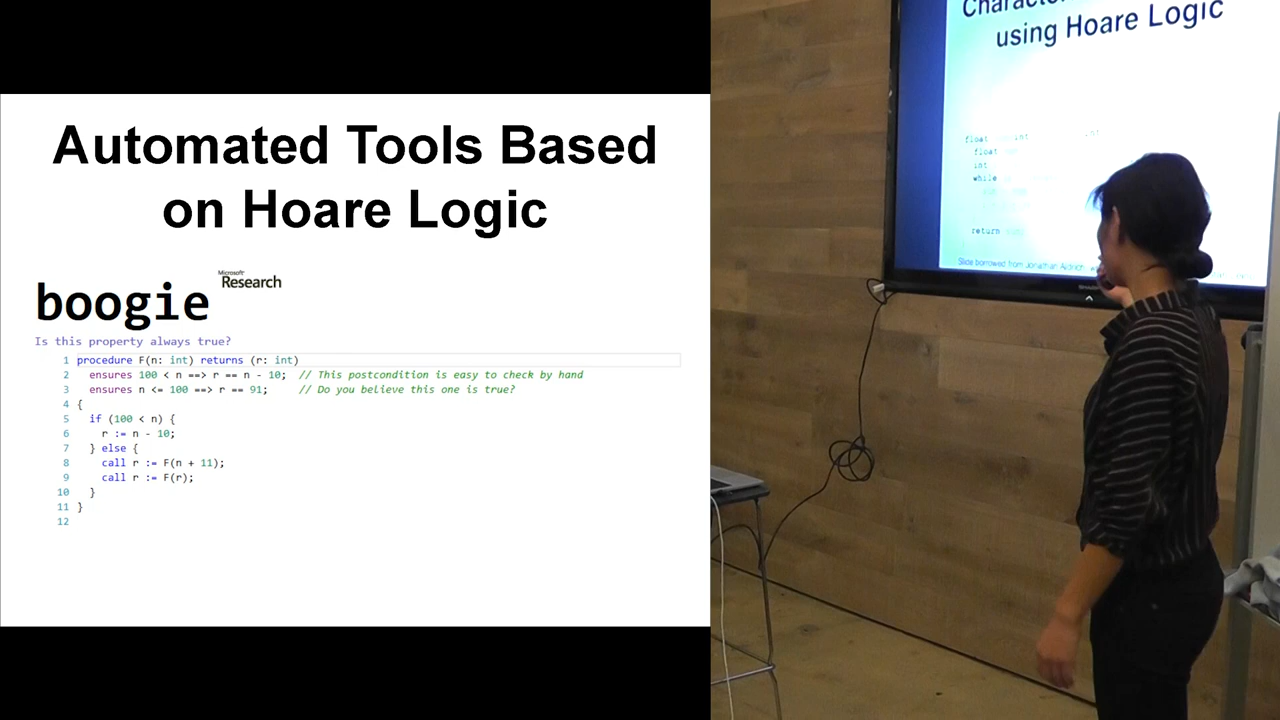 Automated Tools Based
on Hoare Logic
Microsoft
Research
boogie
Is this property always true?
1 procedure F(n: int) returns (r: int)
2 ensures 100 < n ==> r == n - 10; // This postcondition is easy to check by hand
3 ensures n <= 100 ==> r == 91; // Do you believe this one is true?
4 {
5 if (100 < n) {
6 r := n - 10;
7 } else {
8 call r := F(n + 11);
9 call r := F(r);
10 }
11 }
12
using Hoare Logic
float int int
float
int
while
return
Slide borrowed from Jonathan Aldrich